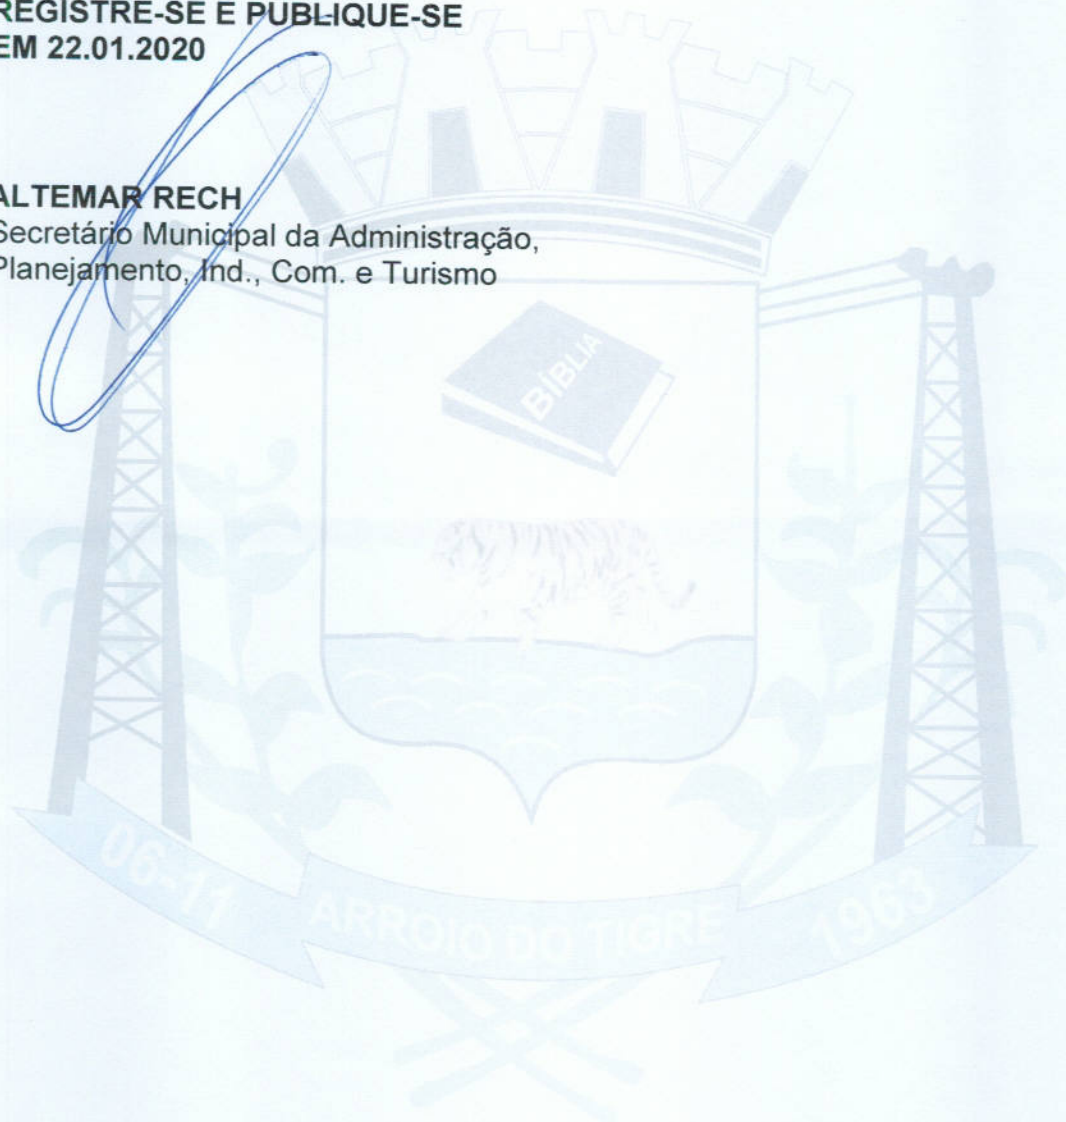 REGISTRE-SE E PUBLIQUE-SE
EM 22.01.2020
ALTEMAR RECH
Secretário Municipal da Administração,
Planejamento, Ind., Com. e Turismo
BÍBLIA
06-11
ARROIO DO TIGRE
1963